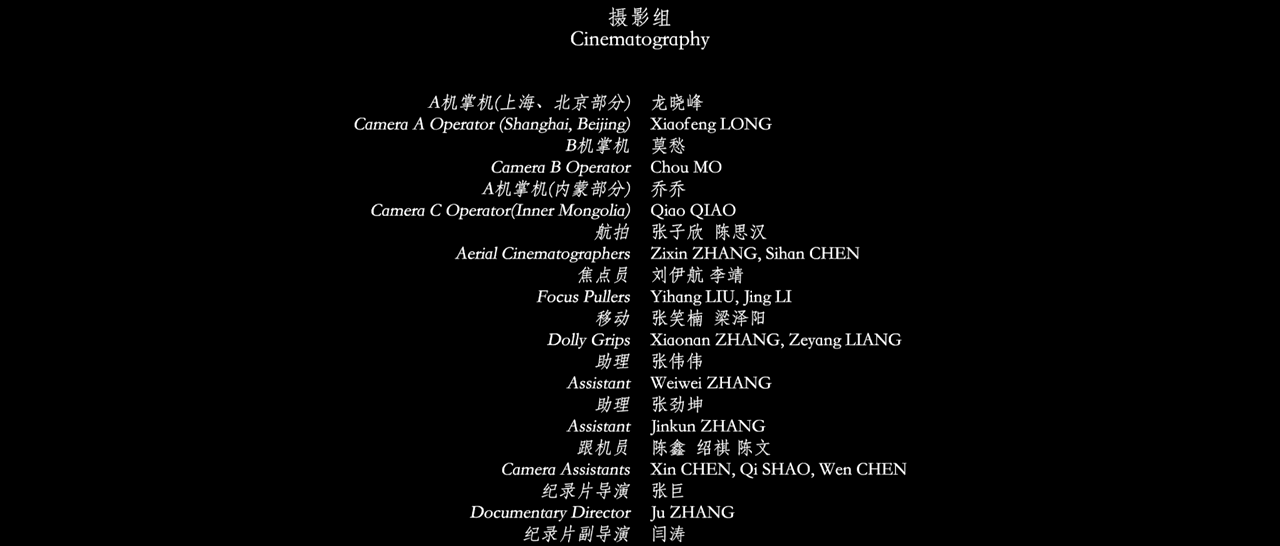 摄影组
Cinematography
A机掌机(上海、北京部分) 龙晓峰
Camera A Operator (Shanghai, Beijing) Xiaofeng LONG
B机掌机 莫愁
Camera B Operator Chou MO
A机掌机(内蒙部分) 乔乔
Camera C Operator(Inner Mongolia) Qiao QIAO
航拍 张子欣 陈思汉
Aerial Cinematographers Zixin ZHANG, Sihan CHEN
焦点员 刘伊航 李靖
Focus Pullers Yihang LIU, Jing LI
移动 张笑楠 梁泽阳
Dolly Grips Xiaonan ZHANG, Zeyang LIANG
助理 张伟伟
Assistant Weiwei ZHANG
助理 张劲坤
Assistant Jinkun ZHANG
跟机员 陈鑫 绍祺 陈文
Camera Assistants Xin CHEN, Qi SHAO, Wen CHEN
纪录片导演 张巨
Documentary Director Ju ZHANG
纪录片副导演 闫涛